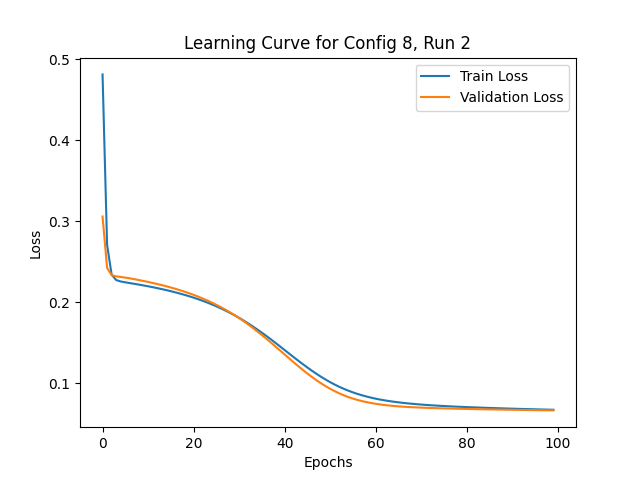 Learning Curve for Config 8, Run 2
Train Loss
Validation Loss
0.5
0.4
0.3
0.2
0.1
Loss
0 20 40 60 80 100
Epochs